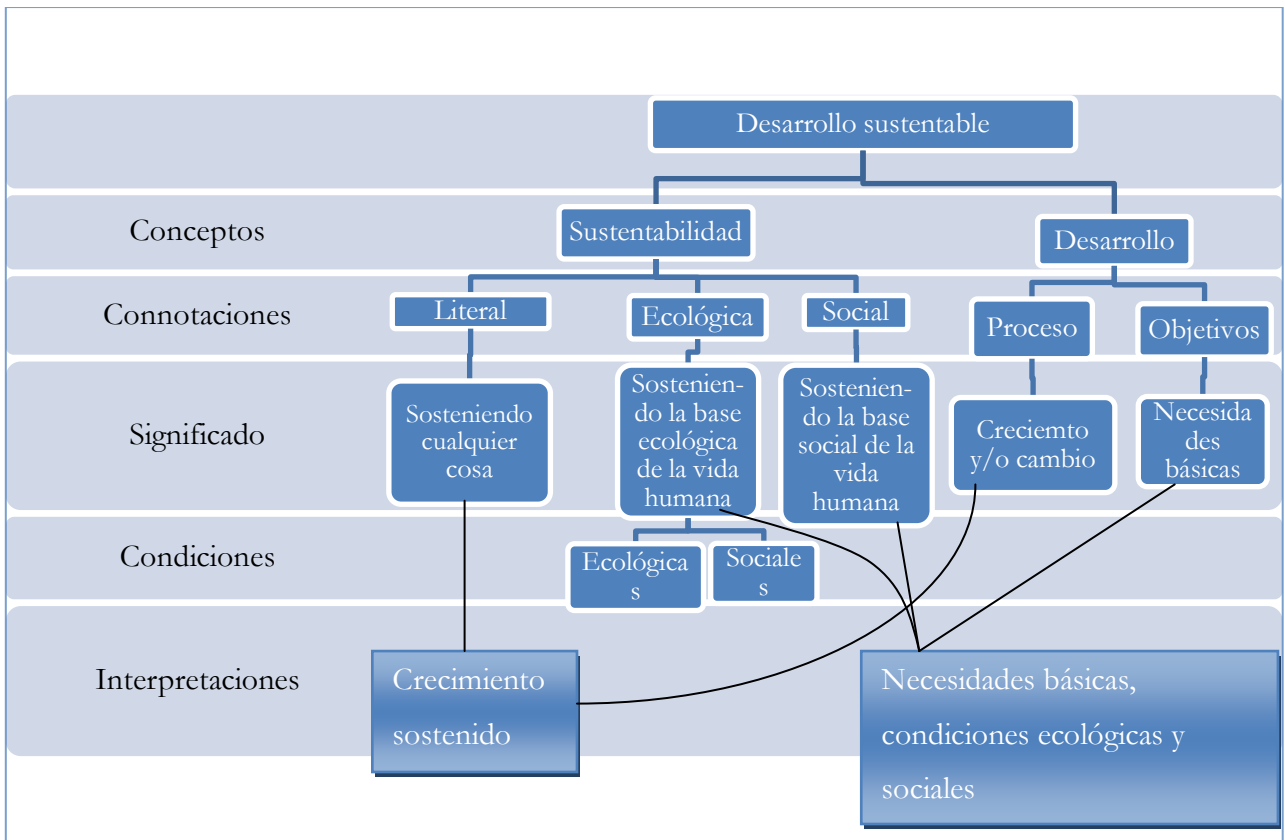 Desarrollo sustentable
Conceptos
Sustentabilidad
Desarrollo
Connotaciones
Literal
Ecológica
Social
Proceso
Objetivos
Significado
Sosteniendo
cualquier
cosa
Sostenien-
do la base
ecológica
de la vida
humana
Sosteniendo
do la base
social de la
vida
humana
Creciemto
y/o cambio
Necesida
des
básicas
Condiciones
Ecológica
s
Sociale
s
Interpretaciones
Crecimiento
sostenido
Necesidades básicas,
condiciones ecológicas y
sociales